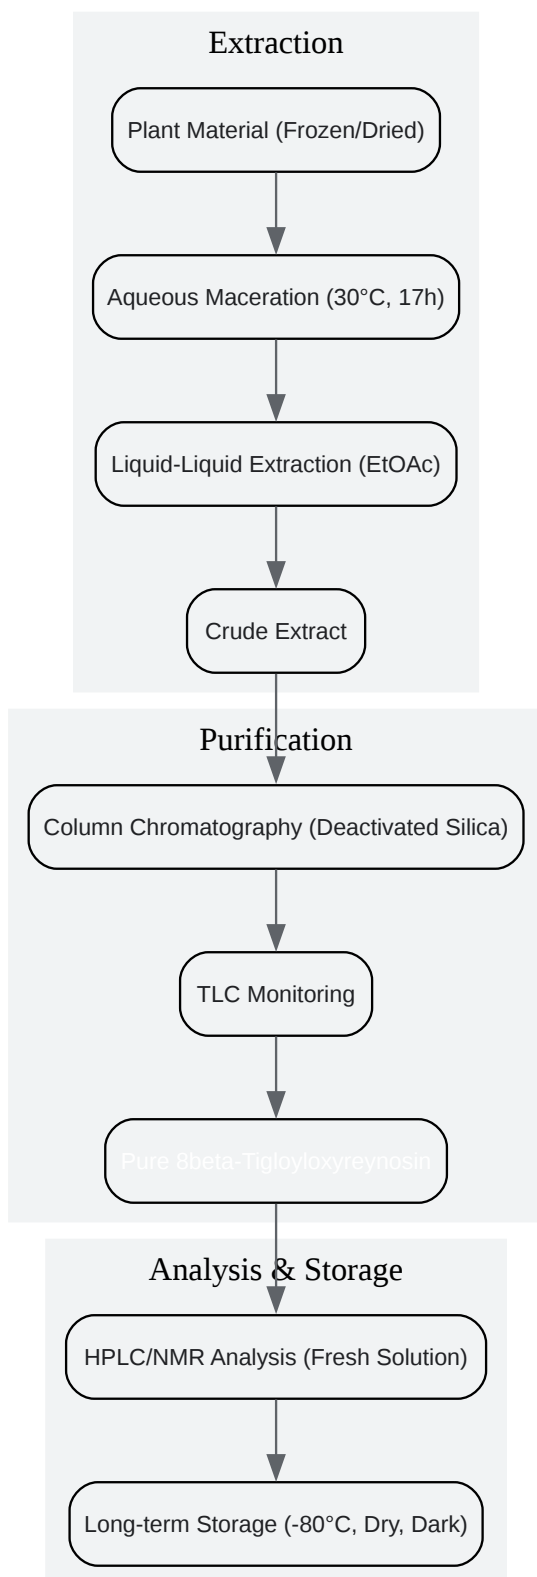 Extraction
Plant Material (Frozen/Dried)
Aqueous Maceration (30°C, 17h)
Liquid-Liquid Extraction (EtOAc)
Crude Extract
Purification
Column Chromatography (Deactivated Silica)
TLC Monitoring
Pure 8beta-Tigloyloxyreynosin
Analysis & Storage
HPLC/NMR Analysis (Fresh Solution)
Long-term Storage (-80°C, Dry, Dark)